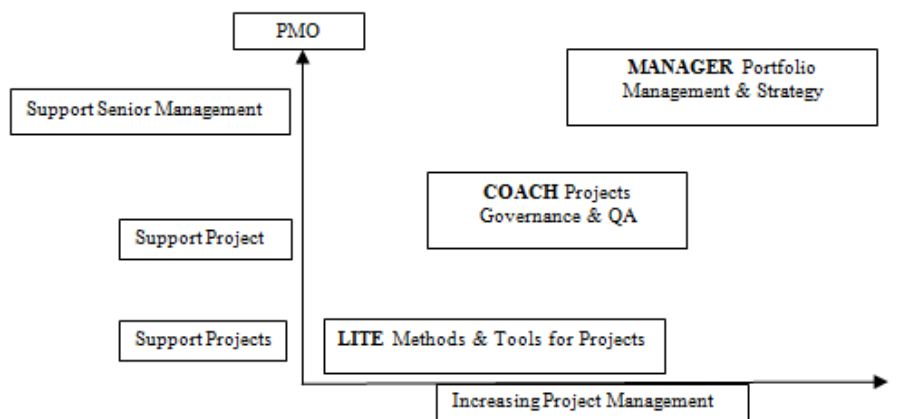 PMO
MANAGER Portfolio
Management & Strategy
Support Senior Management
COACH Projects
Governance & QA
Support Project
Support Projects
LITE Methods & Tools for Projects
Increasing Project Management